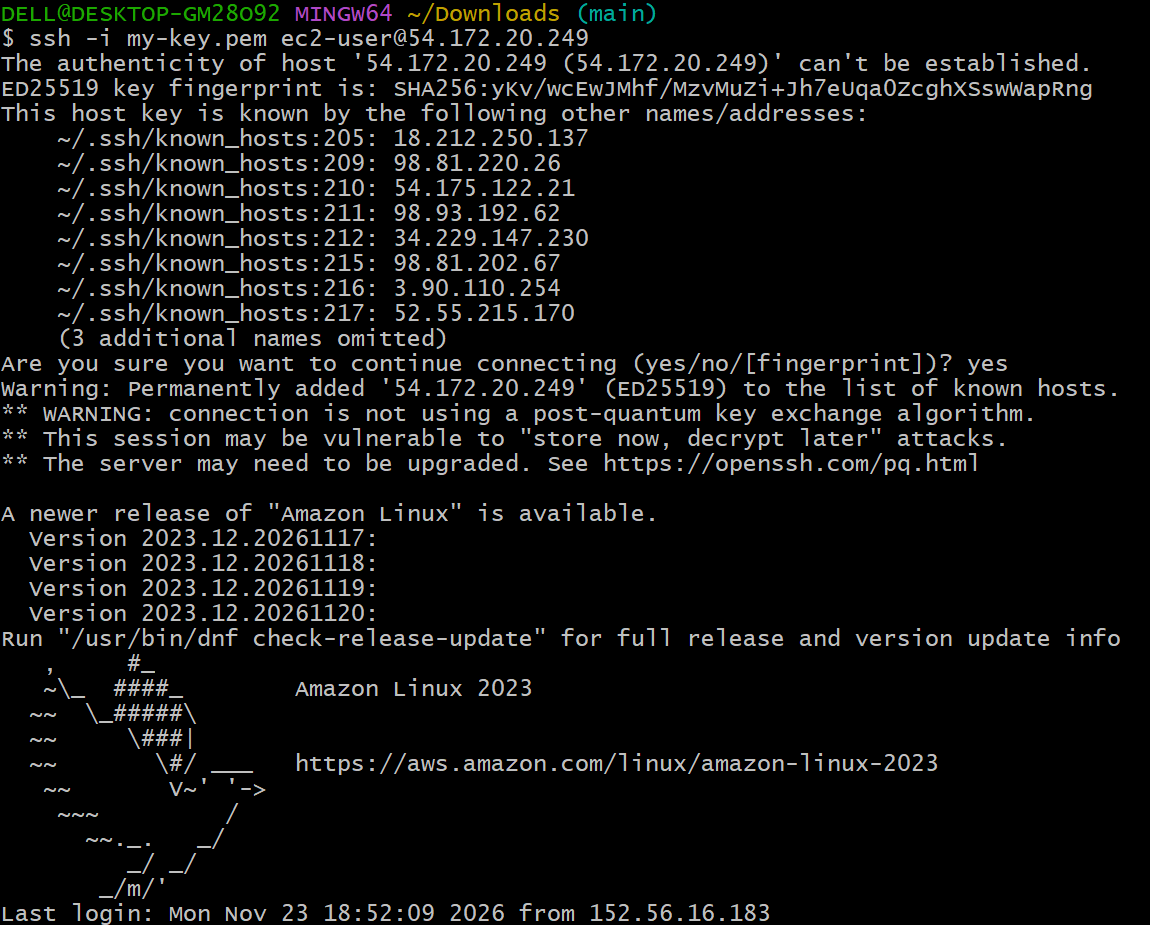 DELL@DESKTOP-GM28O92 MINGW64 ~/Downloads (main)
$ ssh -i my-key.pem ec2-user@54.172.20.249
The authenticity of host '54.172.20.249 (54.172.20.249)' can't be established.
ED25519 key fingerprint is: SHA256:yKv/wcEwJMhf/MzvMuZi+Jh7eUqaOZcghXSswWapRng
This host key is known by the following other names/addresses:
    ~/.ssh/known_hosts:205: 18.212.250.137
    ~/.ssh/known_hosts:209: 98.81.220.26
    ~/.ssh/known_hosts:210: 54.175.122.21
    ~/.ssh/known_hosts:211: 98.93.192.62
    ~/.ssh/known_hosts:212: 34.229.147.230
    ~/.ssh/known_hosts:215: 98.81.202.67
    ~/.ssh/known_hosts:216: 3.90.110.254
    ~/.ssh/known_hosts:217: 52.55.215.170
    (3 additional names omitted)
Are you sure you want to continue connecting (yes/no/[fingerprint])? yes
Warning: Permanently added '54.172.20.249' (ED25519) to the list of known hosts.
** WARNING: connection is not using a post-quantum key exchange algorithm.
** This session may be vulnerable to "store now, decrypt later" attacks.
** The server may need to be upgraded. See https://openssh.com/pq.html

A newer release of "Amazon Linux" is available.
  Version 2023.12.20261117:
  Version 2023.12.20261118:
  Version 2023.12.20261119:
  Version 2023.12.20261120:
Run "/usr/bin/dnf check-release-update" for full release and version update info
   ,     #_
   ~\_  ####_        Amazon Linux 2023
  ~~  \_#####\
  ~~     \###|
  ~~       \#/ ___   https://aws.amazon.com/linux/amazon-linux-2023
   ~~       V~' '->
    ~~~         /
      ~~._.   _/
         _/ _/
       _/m/'
Last login: Mon Nov 23 18:52:09 2026 from 152.56.16.183